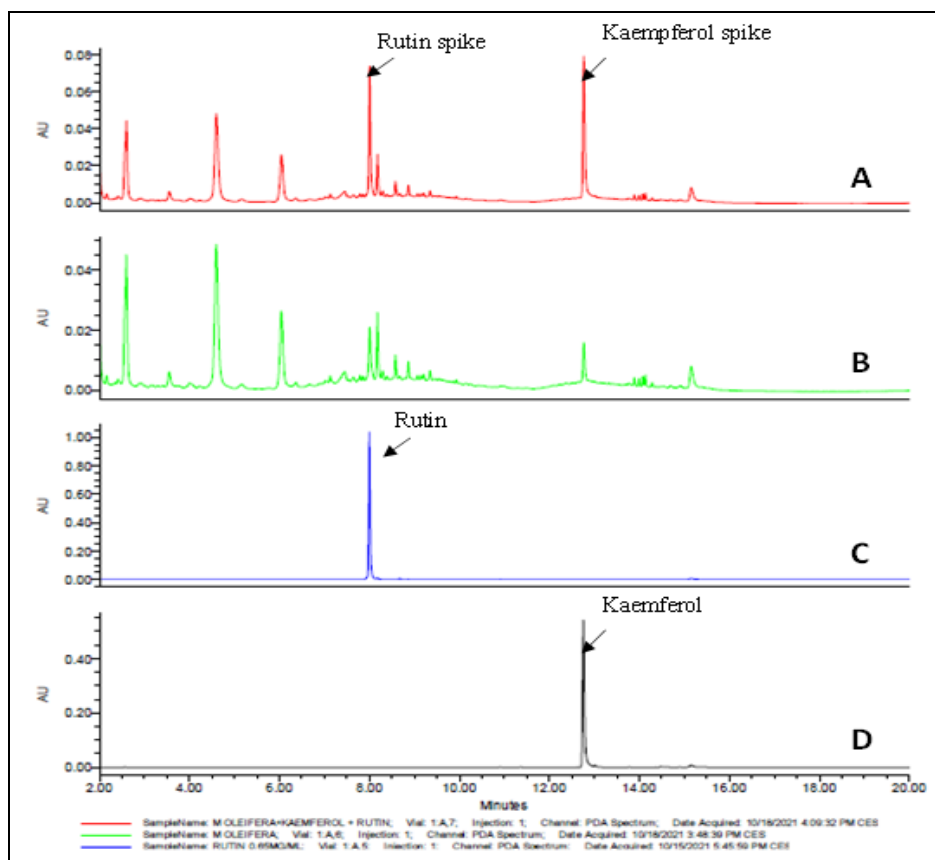 Rutin spike
Kaempferol spike
0.08
0.06
0.04
0.02
0.00
AU
A
0.04
0.02
0.00
AU
B
Rutin
1.00
0.80
0.60
0.40
0.20
0.00
AU
C
Kaemferol
0.40
0.20
0.00
AU
D
2.00 4.00 6.00 8.00 10.00 12.00 14.00 16.00 18.00 20.00
Minutes
SampleName: M OLEIFERA+KAEMFEROL + RUTIN; Vial: 1:A,7; Injection: 1; Channel: PDA Spectrum; Date Acquired: 10/18/2021 4:09:32 PM CES
SampleName: M OLEIFERA; Vial: 1:A,6; Injection: 1; Channel: PDA Spectrum; Date Acquired: 10/18/2021 3:48:39 PM CES
SampleName: RUTIN 0.65MG/ML; Vial: 1:A,5; Injection: 1; Channel: PDA Spectrum; Date Acquired: 10/15/2021 5:45:59 PM CES